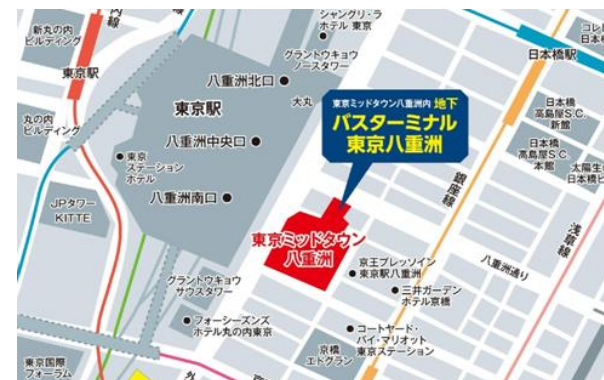 シャングリ・ラ
ホテル 東京
新丸の内
ビルディング
東京駅
グラントウキョウ
ノースタワー
日本橋駅
八重洲北口
大丸
東京駅
東京ミッドタウン八重洲内 地下
バスターミナル
東京八重洲
日本橋
高島屋S.C.
新館
丸の内
ビルディング
八重洲中央口
日本橋
高島屋S.C.
本館
東京
ステーション
ホテル
銀座線
浅草線
JPタワー
KITTE
八重洲南口
東京ミッドタウン
八重洲
京王プレッソイン
東京駅八重洲
八重洲通り
グラントウキョウ
サウスタワー
三井ガーデン
ホテル京橋
フォーシーズンズ
ホテル丸の内東京
コートヤード・
バイ・マリオット
東京ステーション
京橋
エドグラン
東京国際
フォーラム